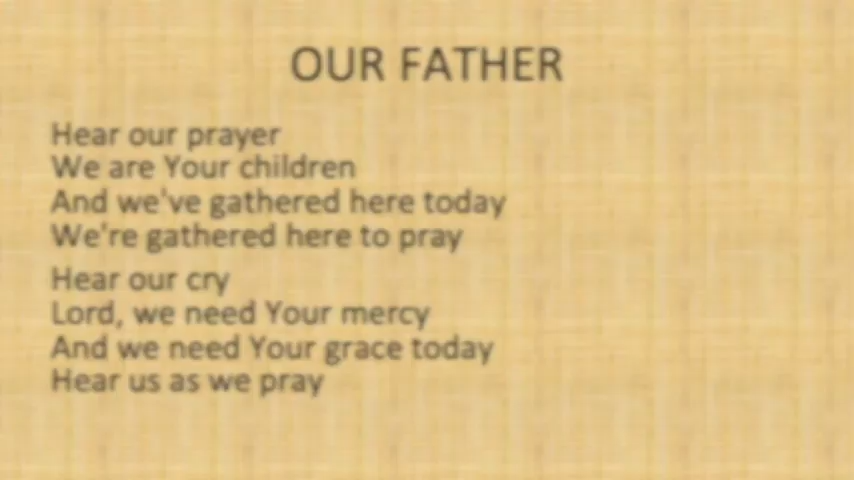 OUR FATHER
Hear our prayer
We are Your children
And we've gathered here today
We're gathered here to pray
Hear our cry
Lord, we need Your mercy
And we need Your grace today
Hear us as we pray